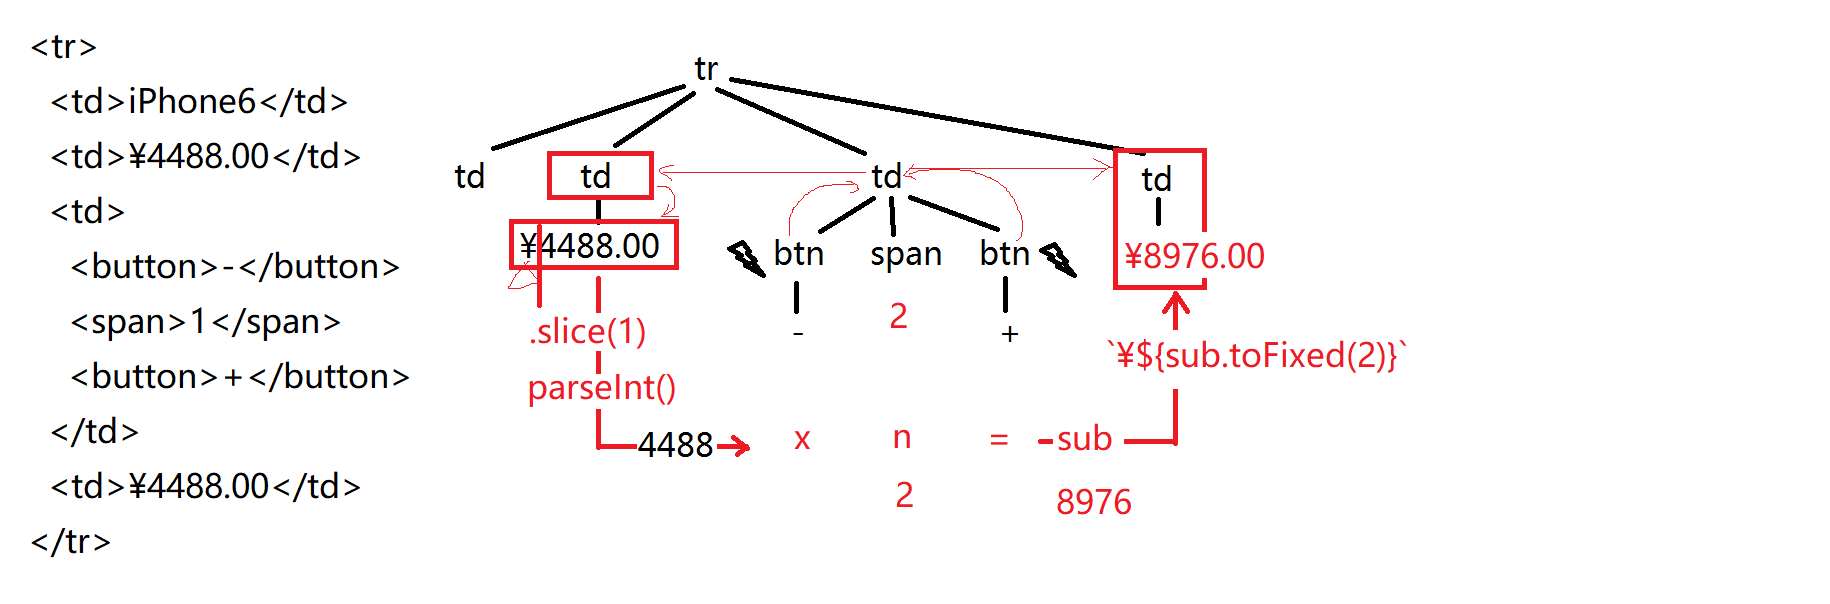 <tr>
<td>iPhone6</td>
<td>¥4488.00</td>
<td>
<button>-</button>
<span>1</span>
<button>+</button>
</td>
<td>¥4488.00</td>
</tr>
tr
td td td td
¥4488.00 btn span btn ¥8976.00
.slice(1) - 2 +
`¥${sub.toFixed(2)}`
parseInt()
4488 x n = sub
2 8976